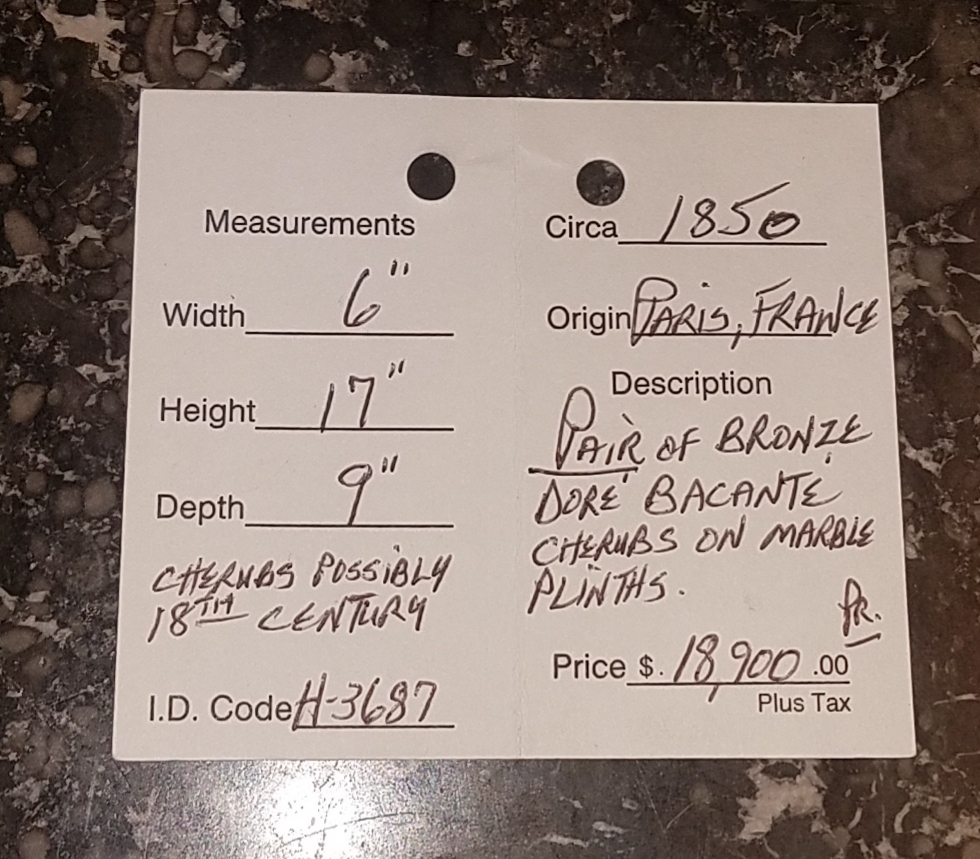 Measurements
Width 6"
Height 17"
Depth 9"
CHERUBS POSSIBLY
18TH CENTURY
I.D. Code H-3687
Circa 1850
Origin PARIS, FRANCE
Description
PAIR OF BRONZE
DORE' BACANTE
CHERUBS ON MARBLE
PLINTHS.
PR.
Price $. 18,900 .00
Plus Tax